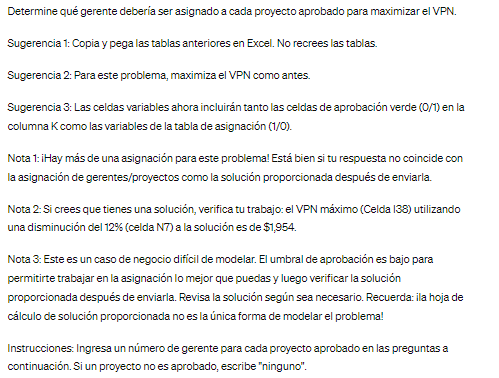 Determine qué gerente debería ser asignado a cada proyecto aprobado para maximizar el VPN.
Sugerencia 1: Copia y pega las tablas anteriores en Excel. No recrees las tablas.
Sugerencia 2: Para este problema, maximiza el VPN como antes.
Sugerencia 3: Las celdas variables ahora incluirán tanto las celdas de aprobación verde (0/1) en la
columna K como las variables de la tabla de asignación (1/0).
Nota 1: ¡Hay más de una asignación para este problema! Está bien si tu respuesta no coincide con
la asignación de gerentes/proyectos como la solución proporcionada después de enviarla.
Nota 2: Si crees que tienes una solución, verifica tu trabajo: el VPN máximo (Celda I38) utilizando
una disminución del 12% (celda N7) a la solución es de $1,954.
Nota 3: Este es un caso de negocio difícil de modelar. El umbral de aprobación es bajo para
permitirte trabajar en la asignación lo mejor que puedas y luego verificar la solución
proporcionada después de enviarla. Revisa la solución según sea necesario. Recuerda: ¡la hoja de
cálculo de solución proporcionada no es la única forma de modelar el problema!
Instrucciones: Ingresa un número de gerente para cada proyecto aprobado en las preguntas a
continuación. Si un proyecto no es aprobado, escribe "ninguno".